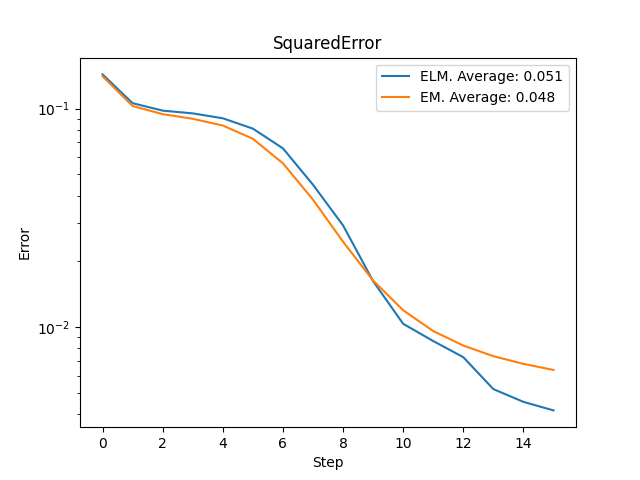 SquaredError
ELM. Average: 0.051
EM. Average: 0.048
10⁻¹
10⁻²
Error
0 2 4 6 8 10 12 14
Step